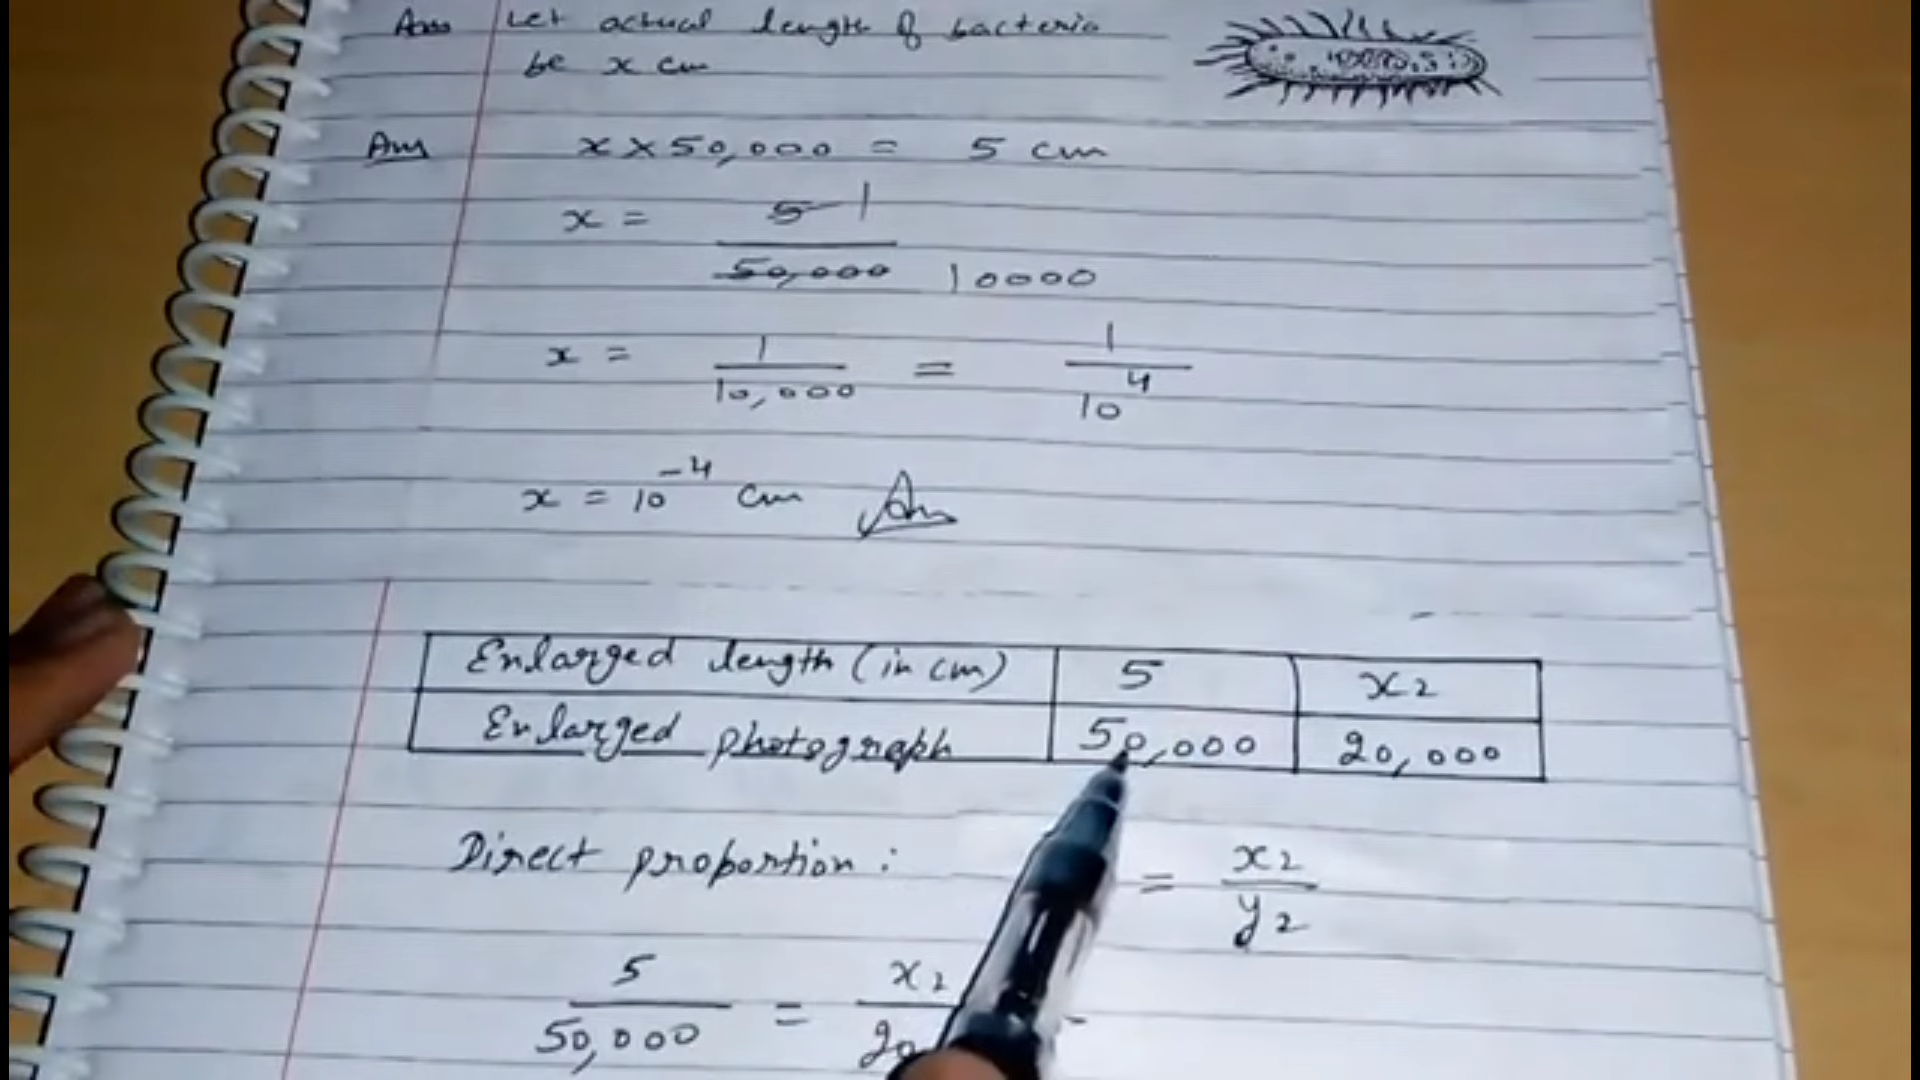 Ans Let actual length of bacteria
be x cm
Ans x × 50,000 = 5 cm
x = 5 1
50,000 10000
x = 1/10,000 = 1/10⁴
x = 10⁻⁴ cm Ans
Enlarged length (in cm) 5 x₂
Enlarged photograph 50,000 20,000
Direct proportion: = x₂/y₂
5/50,000 = x₂